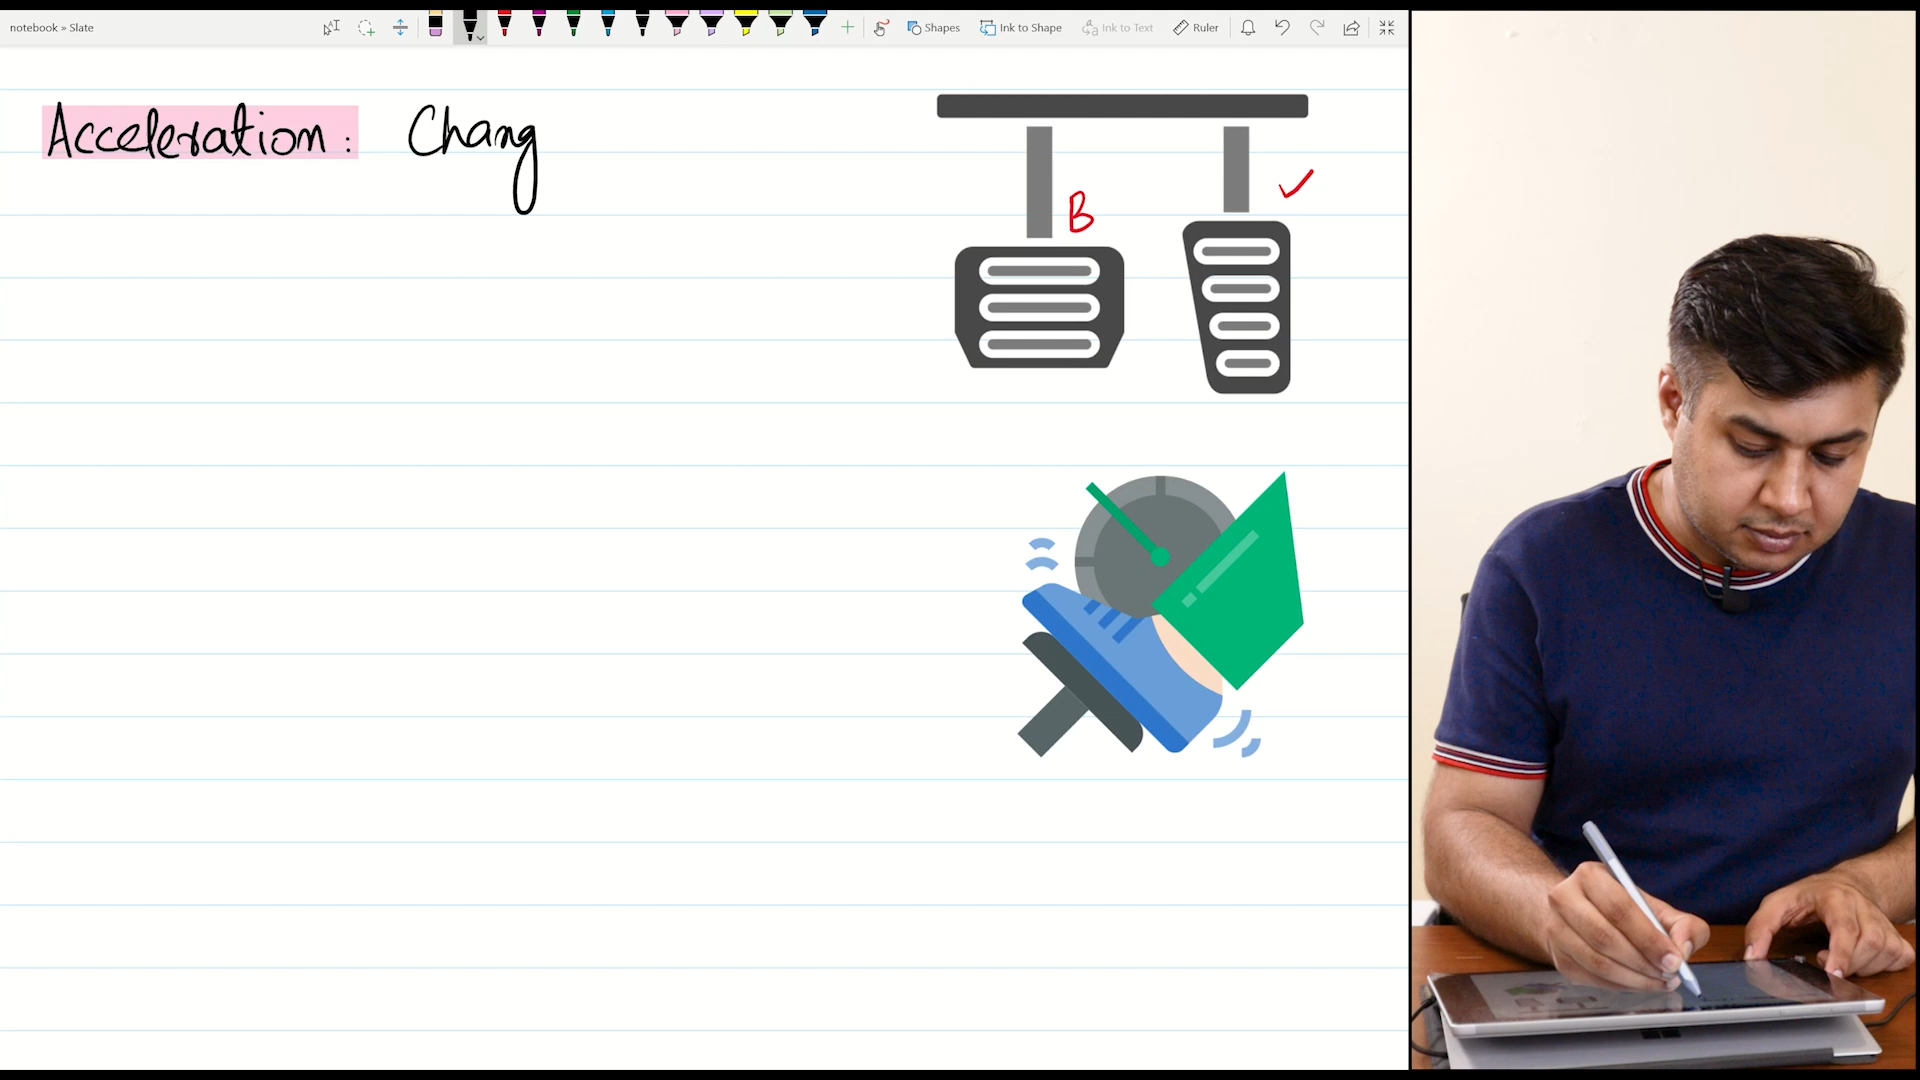 notebook » Slate
Shapes
Ink to Shape
Ink to Text
Ruler
Acceleration: Chang
B